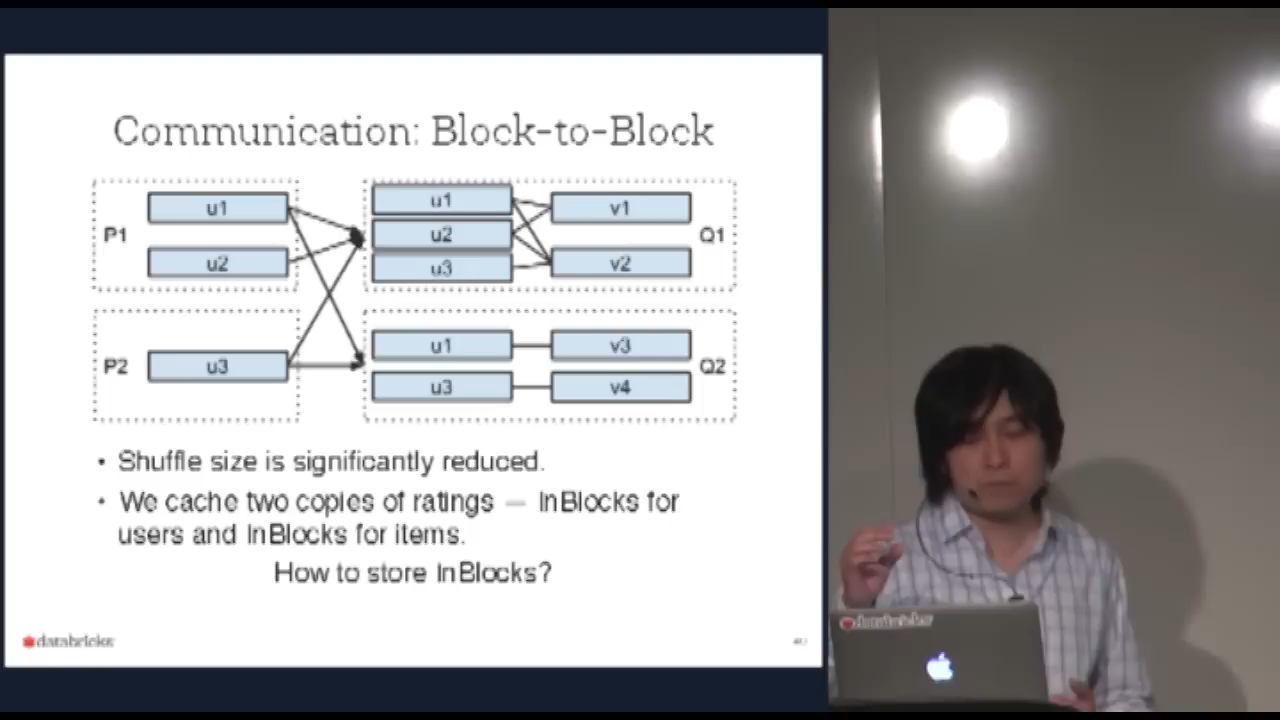 Communication: Block-to-Block
P1
u1
u2
u1
u2
u3
v1
v2
Q1
P2
u3
u1
u3
v3
v4
Q2
• Shuffle size is significantly reduced.
• We cache two copies of ratings — InBlocks for
users and InBlocks for items.
How to store InBlocks?
databricks
databricks